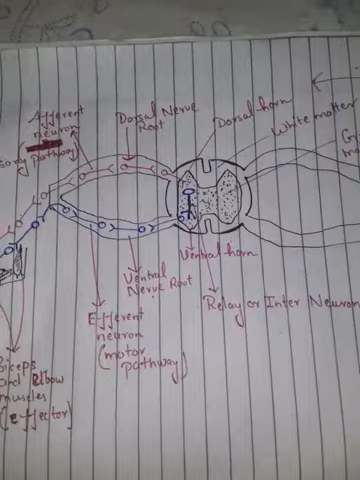 Afferent
neuron
pathway)
Dorsal Nerve
Root
Dorsal horn
White matter
Ventral horn
Ventral
Nerve Root
Relay or Inter Neuron
Efferent
neuron
(motor
pathway)
Biceps
and Elbow
muscles
(effector)